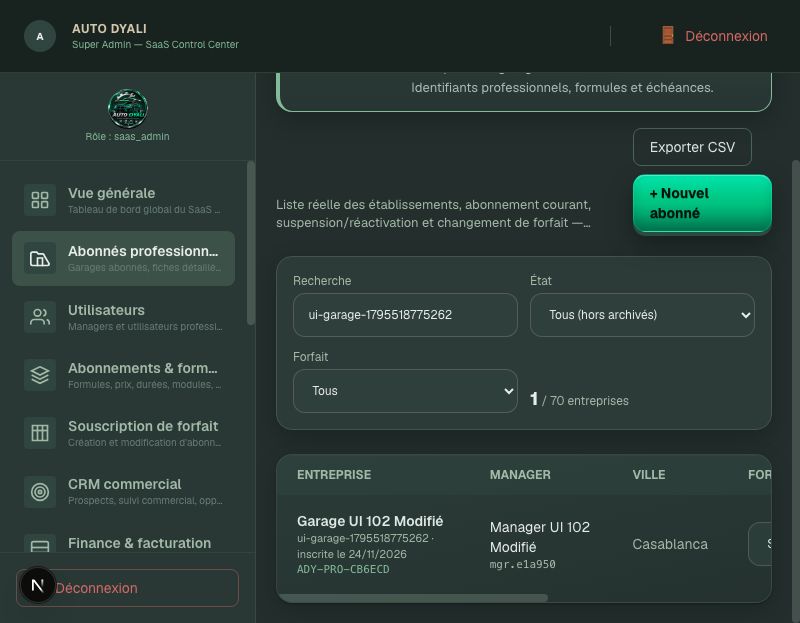 A
AUTO DYALI
Super Admin — SaaS Control Center
Déconnexion
AUTO DYALI
Rôle : saas_admin
Vue générale
Tableau de bord global du SaaS ...
Abonnés professionn...
Garages abonnés, fiches détaillé...
Utilisateurs
Managers et utilisateurs professi...
Abonnements & form...
Formules, prix, durées, modules, ...
Souscription de forfait
Création et modification d'abonn...
CRM commercial
Prospects, suivi commercial, opp...
Finance & facturation
N
Déconnexion
Identifiants professionnels, formules et échéances.
Exporter CSV
Liste réelle des établissements, abonnement courant,
suspension/réactivation et changement de forfait —...
+ Nouvel
abonné
Recherche
État
ui-garage-1795518775262
Tous (hors archivés)
Forfait
Tous
1 / 70 entreprises
ENTREPRISE MANAGER VILLE FOR
Garage UI 102 Modifié
ui-garage-1795518775262 ·
inscrite le 24/11/2026
ADY-PRO-CB6ECD
Manager UI 102
Modifié
mgr.e1a950
Casablanca